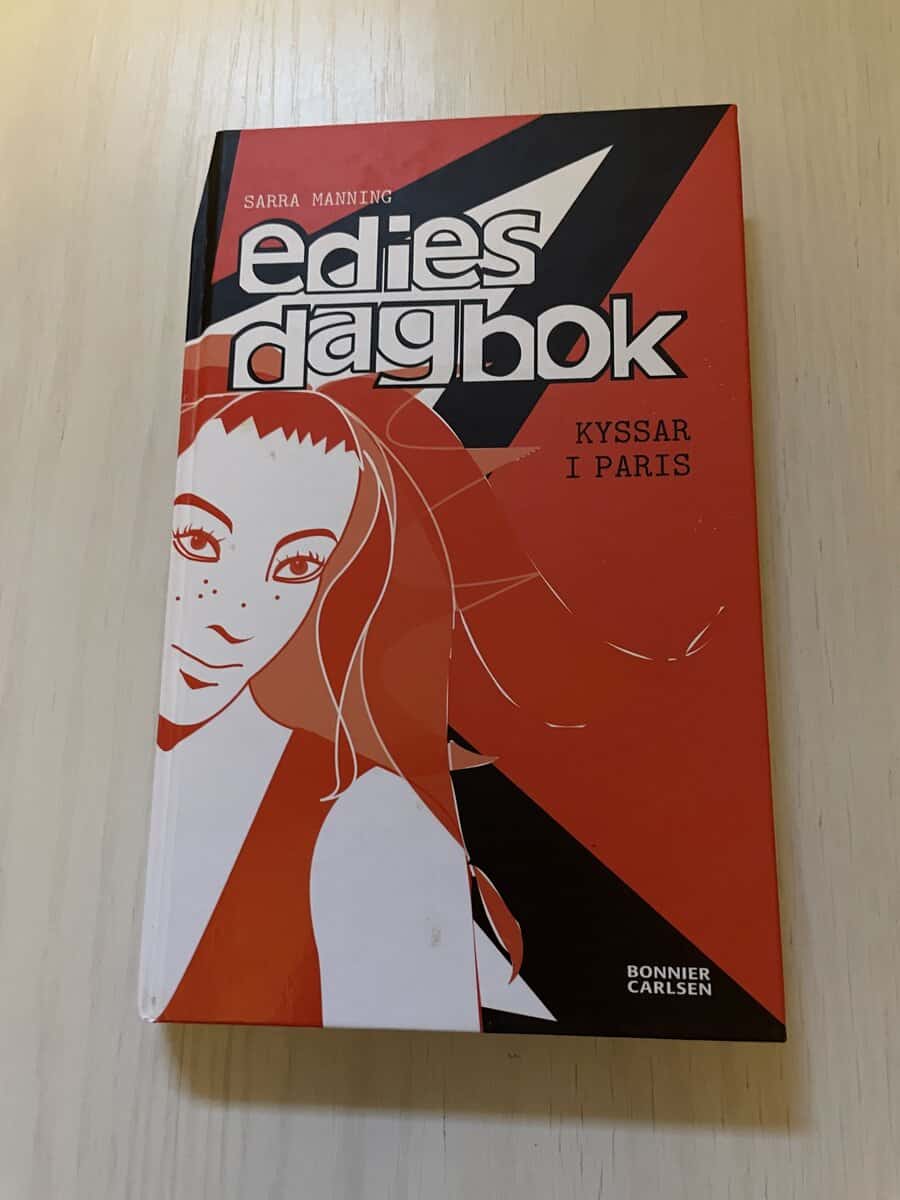 SARRA MANNING
edies
dagbok
KYSSAR
I PARIS
BONNIER
CARLSEN